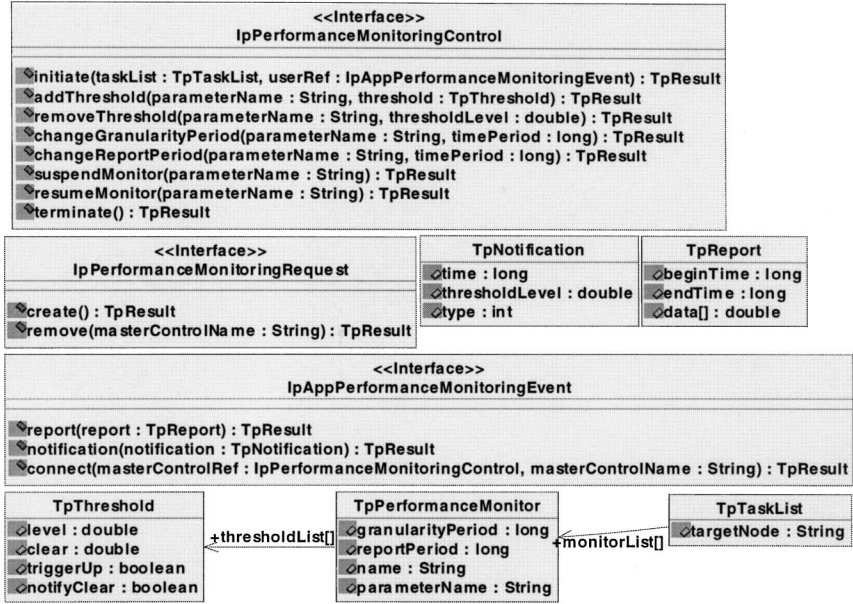 <<Interface>>
IpPerformanceMonitoringControl
initiate(taskList : TpTaskList, userRef : IpAppPerformanceMonitoringEvent) : TpResult
addThreshold(parameterName : String, threshold : TpThreshold) : TpResult
removeThreshold(parameterName : String, thresholdLevel : double) : TpResult
changeGranularityPeriod(parameterName : String, timePeriod : long) : TpResult
changeReportPeriod(parameterName : String, timePeriod : long) : TpResult
suspendMonitor(parameterName : String) : TpResult
resumeMonitor(parameterName : String) : TpResult
terminate() : TpResult
<<Interface>>
IpPerformanceMonitoringRequest
create() : TpResult
remove(masterControlName : String) : TpResult
TpNotification
time : long
thresholdLevel : double
type : int
TpReport
beginTime : long
endTime : long
data[] : double
<<Interface>>
IpAppPerformanceMonitoringEvent
report(report : TpReport) : TpResult
notification(notification : TpNotification) : TpResult
connect(masterControlRef : IpPerformanceMonitoringControl, masterControlName : String) : TpResult
TpThreshold
level : double
clear : double
triggerUp : boolean
notifyClear : boolean
+thresholdList[]
TpPerformanceMonitor
granularityPeriod : long
reportPeriod : long
name : String
parameterName : String
+monitorList[]
TpTaskList
targetNode : String